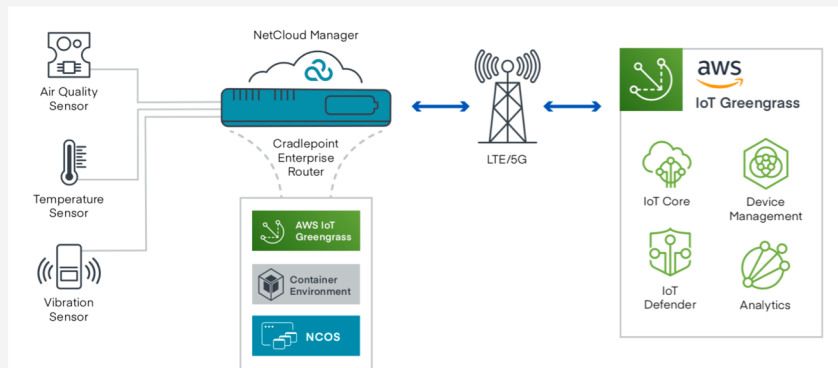 NetCloud Manager
Air Quality
Sensor
Temperature
Sensor
Vibration
Sensor
Cradlepoint
Enterprise
Router
AWS IoT
Greengrass
Container
Environment
NCOS
LTE/5G
aws
IoT Greengrass
IoT Core
Device
Management
IoT
Defender
Analytics